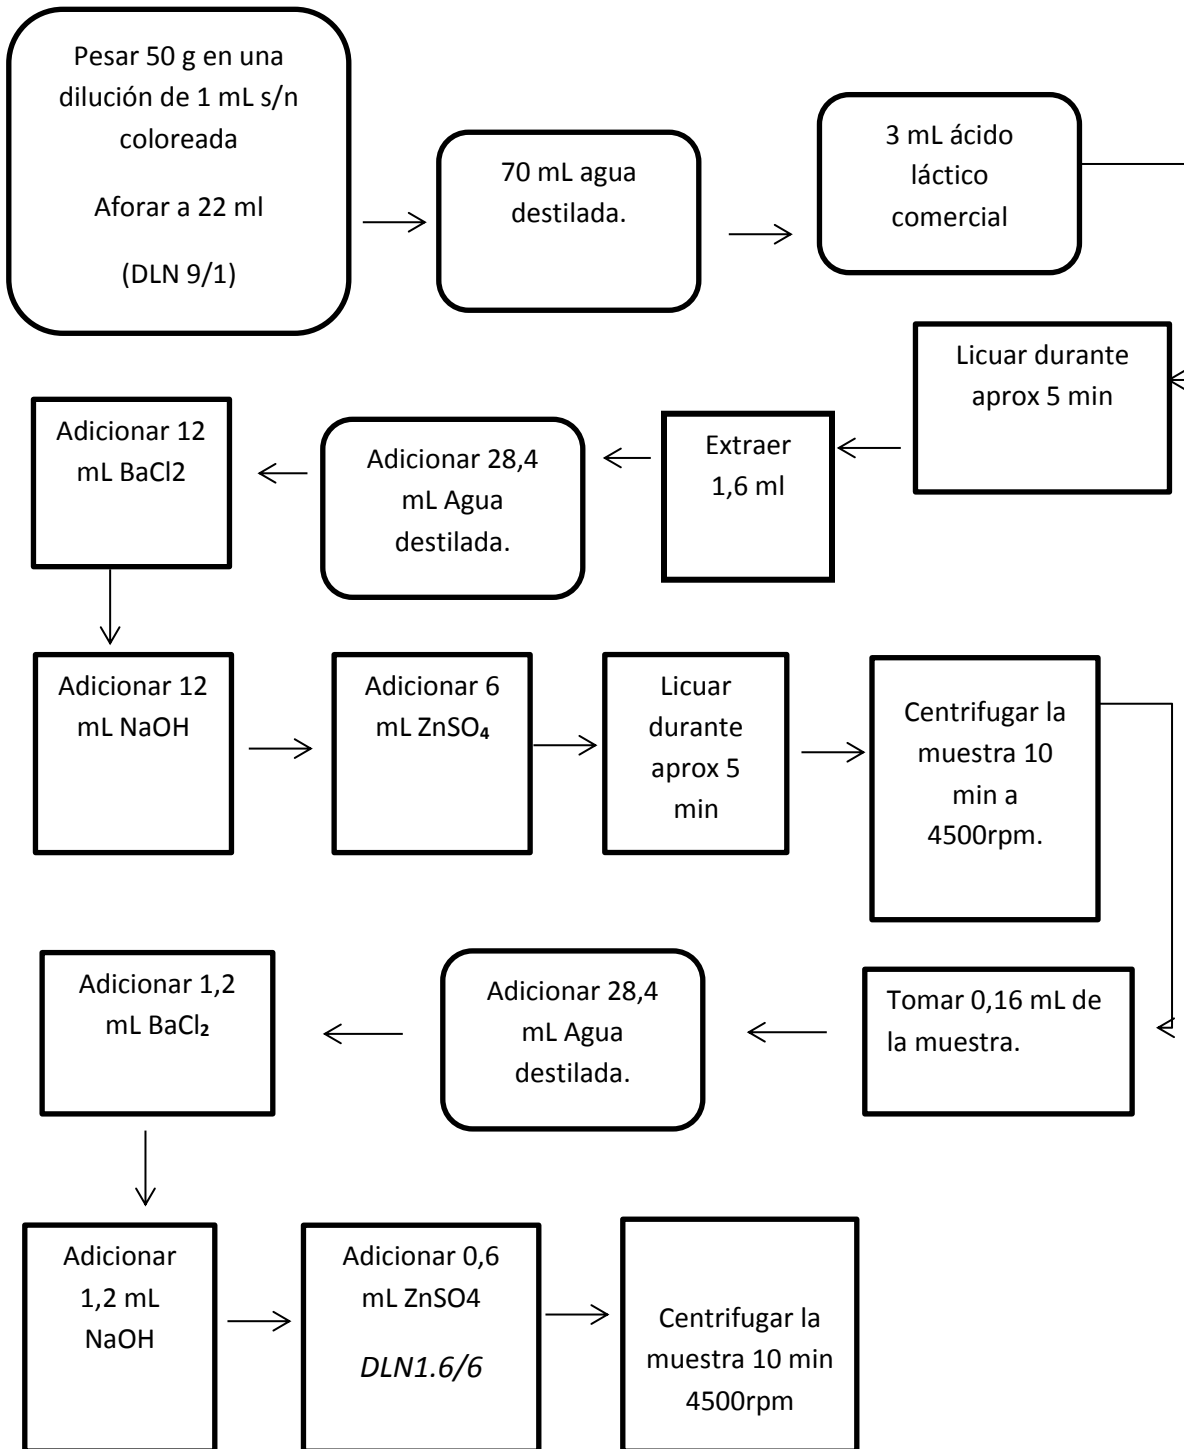 Pesar 50 g en una
dilución de 1 mL s/n
coloreada
Aforar a 22 ml
(DLN 9/1)
70 mL agua
destilada.
3 mL ácido
láctico
comercial
Licuar durante
aprox 5 min
Extraer
1,6 ml
Adicionar 28,4
mL Agua
destilada.
Adicionar 12
mL BaCl2
Adicionar 12
mL NaOH
Adicionar 6
mL ZnSO₄
Licuar
durante
aprox 5
min
Centrifugar la
muestra 10
min a
4500rpm.
Tomar 0,16 mL de
la muestra.
Adicionar 28,4
mL Agua
destilada.
Adicionar 1,2
mL BaCl₂
Adicionar
1,2 mL
NaOH
Adicionar 0,6
mL ZnSO4
DLN1.6/6
Centrifugar la
muestra 10 min
4500rpm